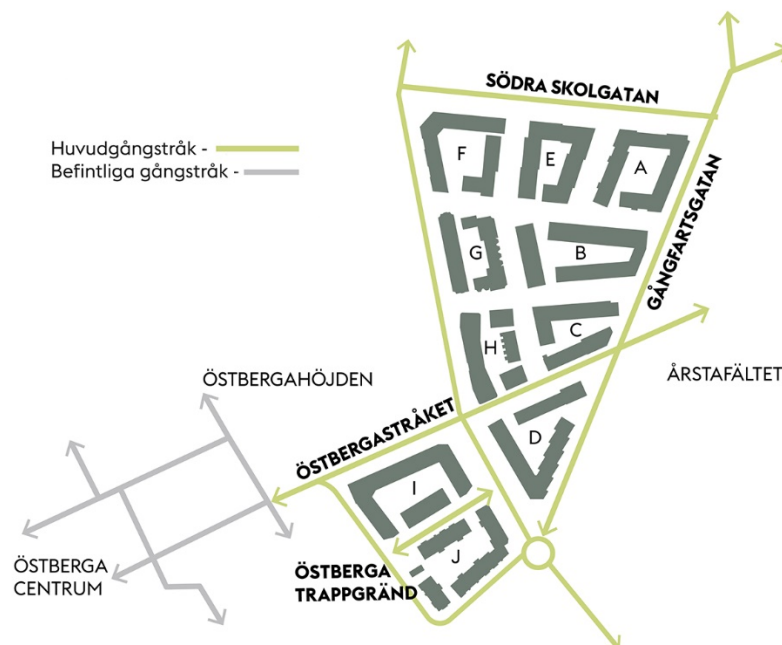 SÖDRA SKOLGATAN
Huvudgångstråk -
Befintliga gångstråk -
F
E
A
GÅNGFARTSGATAN
G
B
C
H
ÖSTBERGAHÖJDEN
ÅRSTAFÄLTET
ÖSTBERGASTRÅKET
D
I
J
ÖSTBERGA
CENTRUM
ÖSTBERGA
TRAPPGRÄND